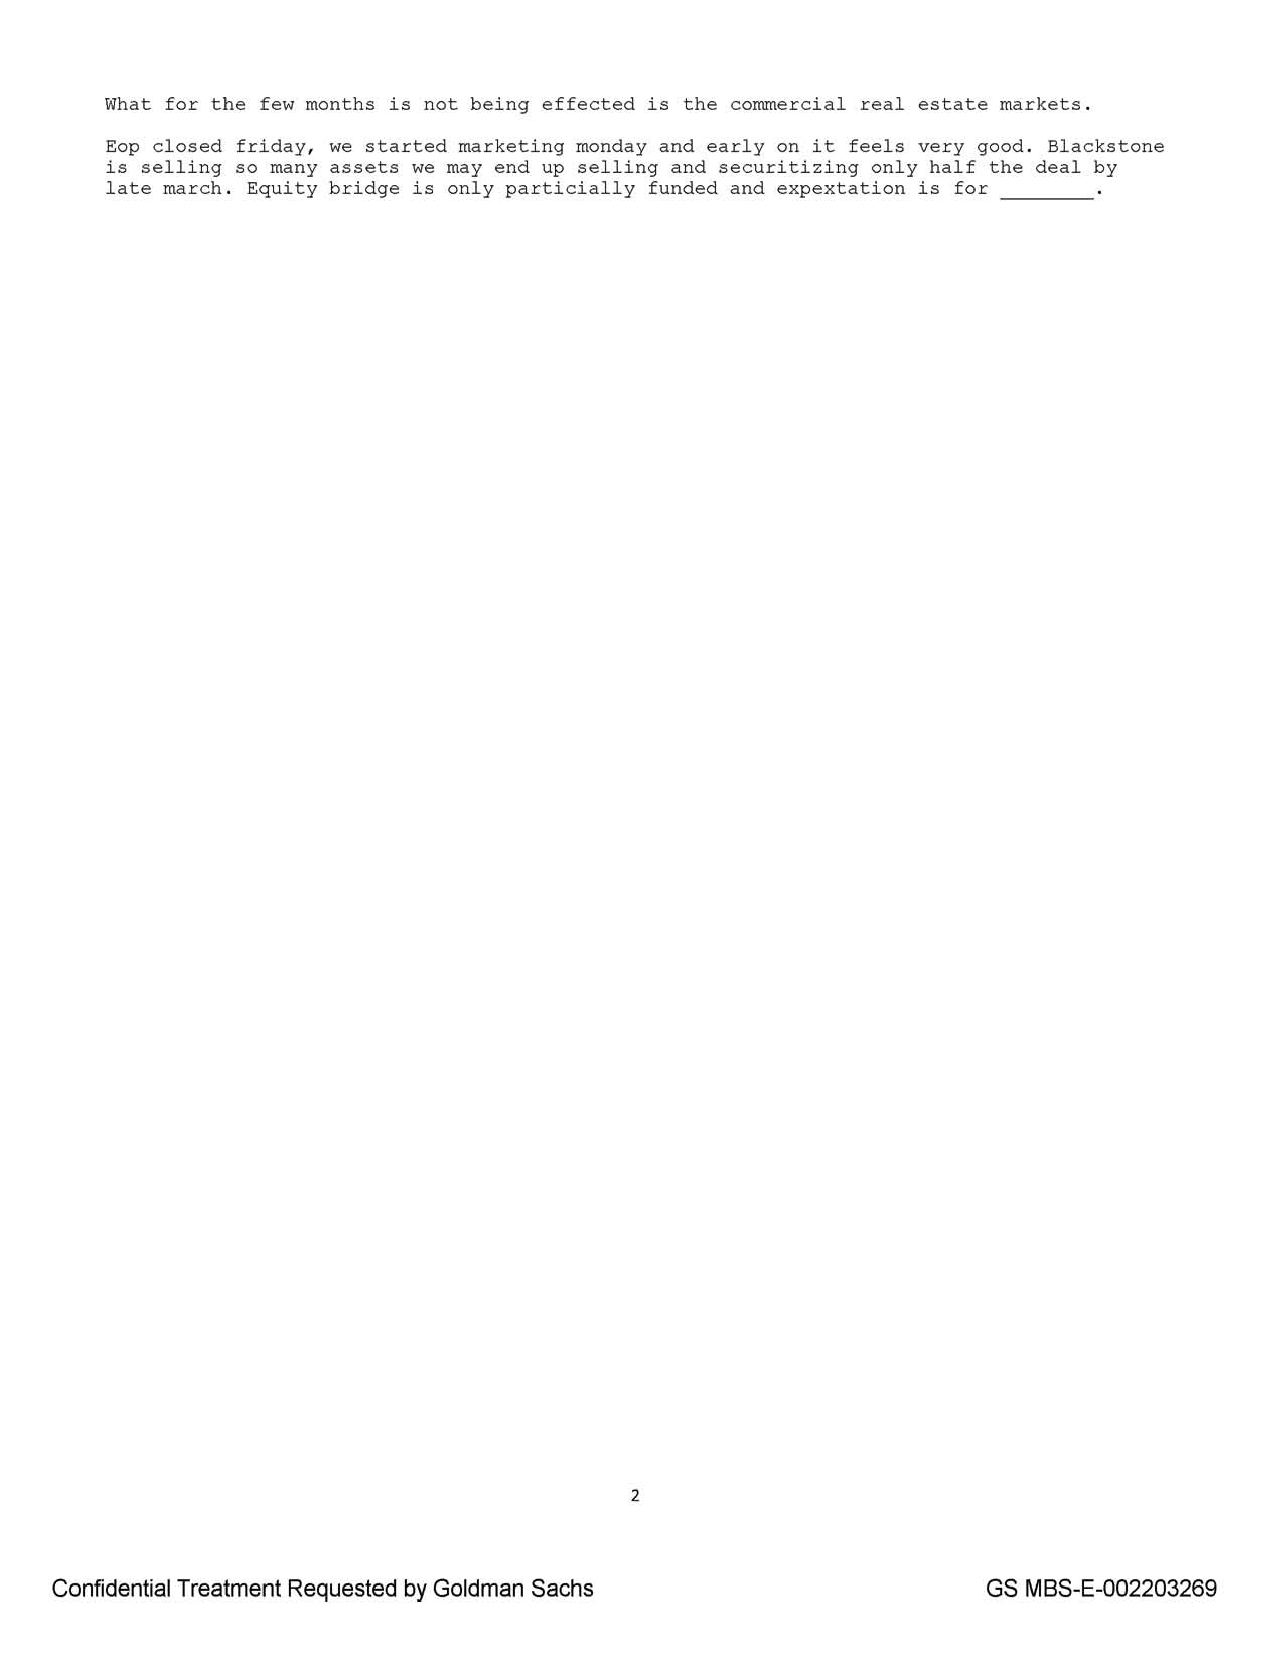 What for the few months is not being effected is the commercial real estate markets.
Eop closed friday, we started marketing monday and early on it feels very good. Blackstone
is selling so many assets we may end up selling and securitizing only half the deal by
late march. Equity bridge is only particially funded and expextation is for ________.
2
Confidential Treatment Requested by Goldman Sachs
GS MBS-E-002203269